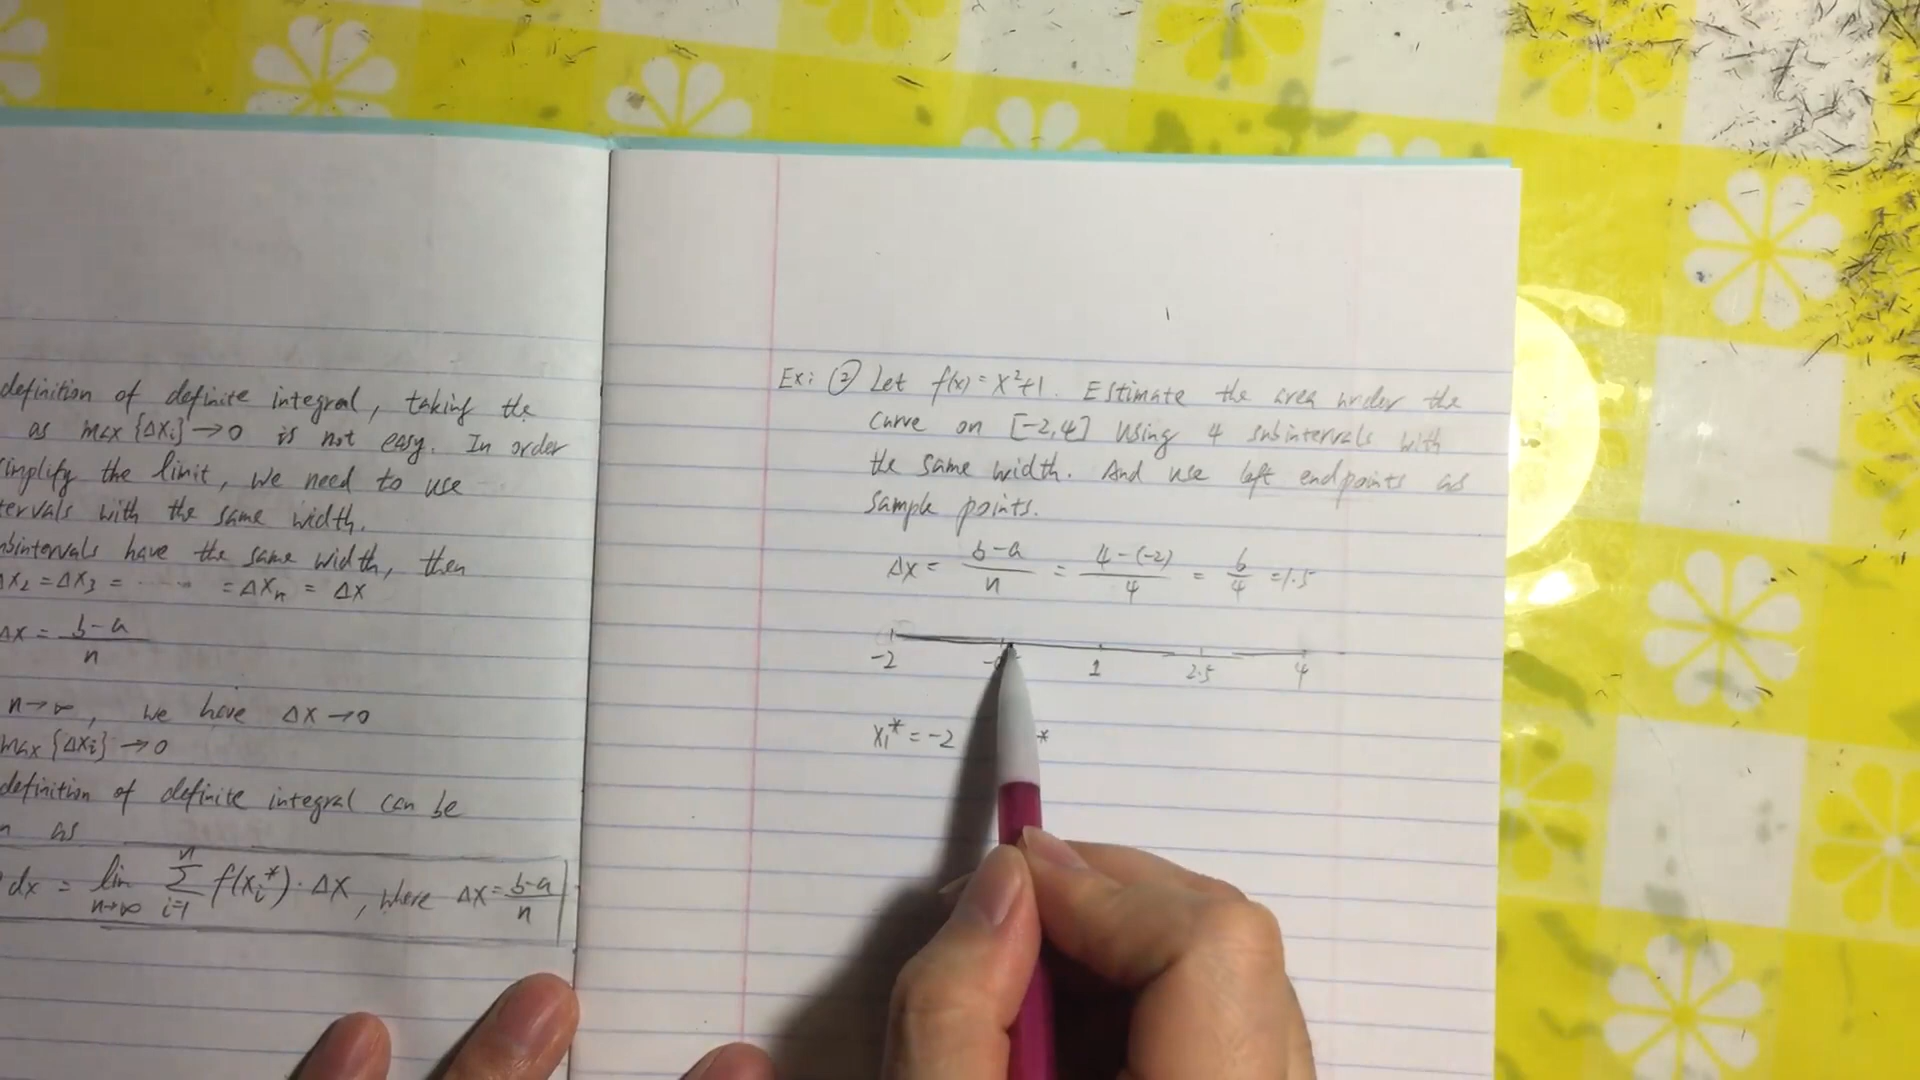 definition of definite integral, taking the
as max {Δxi} → 0 is not easy. In order
simplify the limit, we need to use
tervals with the same width.
ubintervals have the same width, then
Δx2 = Δx3 = ...... = Δxn = Δx
Δx = (b-a)/n
n → ∞, we have Δx → 0
max {Δxi} → 0
definition of definite integral can be
n as
dx = lim n→∞ Σ i=1 n f(xi*)·Δx, where Δx = (b-a)/n
Ex: ② Let f(x) = x²+1. Estimate the area under the
curve on [-2,4] using 4 subintervals with
the same width. And use left endpoints as
sample points.
Δx = (b-a)/n = (4-(-2))/4 = 6/4 = 1.5
-2 1 2.5 4
x1* = -2 *